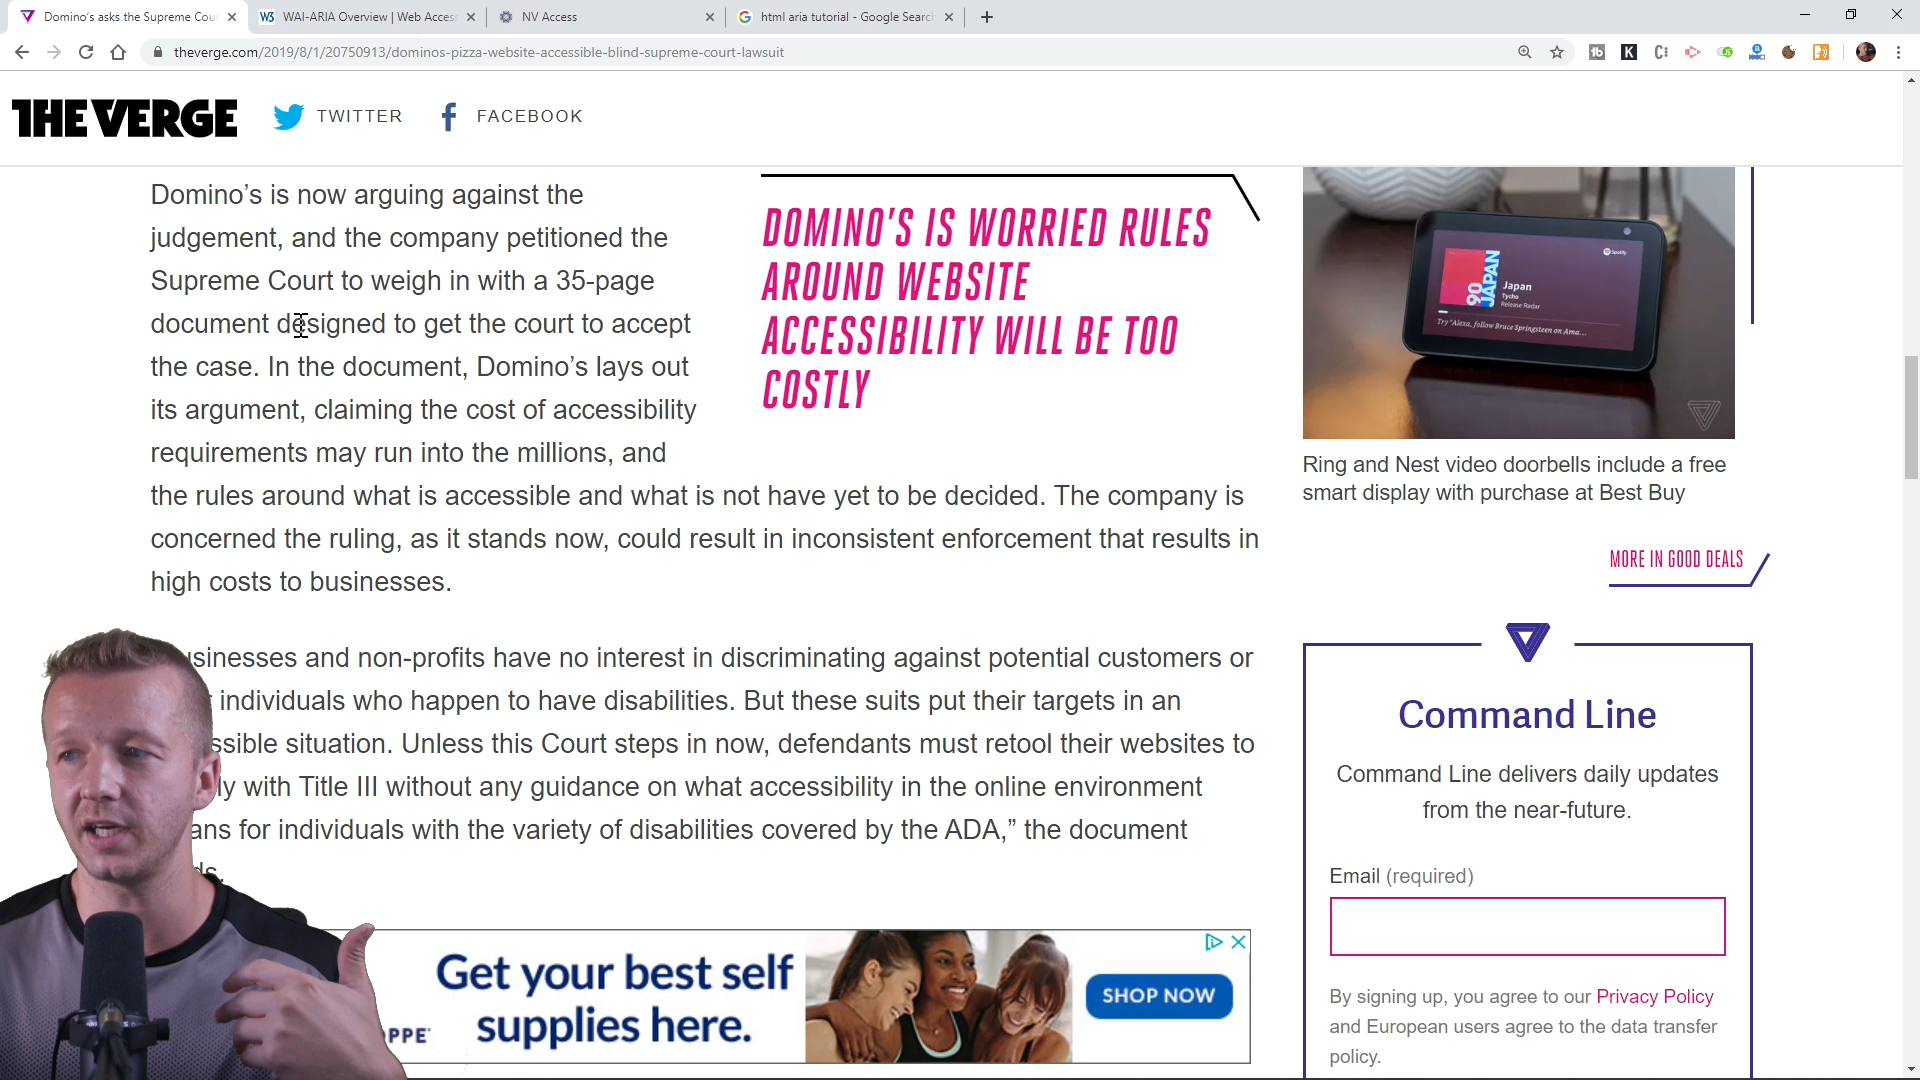 Domino's asks the Supreme Cou
WAI-ARIA Overview | Web Acces
NV Access
html aria tutorial - Google Search
theverge.com/2019/8/1/20750913/dominos-pizza-website-accessible-blind-supreme-court-lawsuit
THE VERGE
TWITTER
FACEBOOK
Domino’s is now arguing against the
judgement, and the company petitioned the
Supreme Court to weigh in with a 35-page
document designed to get the court to accept
the case. In the document, Domino’s lays out
its argument, claiming the cost of accessibility
requirements may run into the millions, and
the rules around what is accessible and what is not have yet to be decided. The company is
concerned the ruling, as it stands now, could result in inconsistent enforcement that results in
high costs to businesses.
DOMINO’S IS WORRIED RULES
AROUND WEBSITE
ACCESSIBILITY WILL BE TOO
COSTLY
usinesses and non-profits have no interest in discriminating against potential customers or
individuals who happen to have disabilities. But these suits put their targets in an
ssible situation. Unless this Court steps in now, defendants must retool their websites to
ly with Title III without any guidance on what accessibility in the online environment
ans for individuals with the variety of disabilities covered by the ADA,” the document
ds.
Get your best self
supplies here.
OPPE
SHOP NOW
JAPAN
90
Japan
Tycho
Release Radar
Spotify
Try "Alexa, follow Bruce Springsteen on Ama...
Ring and Nest video doorbells include a free
smart display with purchase at Best Buy
MORE IN GOOD DEALS
Command Line
Command Line delivers daily updates
from the near-future.
Email (required)
By signing up, you agree to our Privacy Policy
and European users agree to the data transfer
policy.